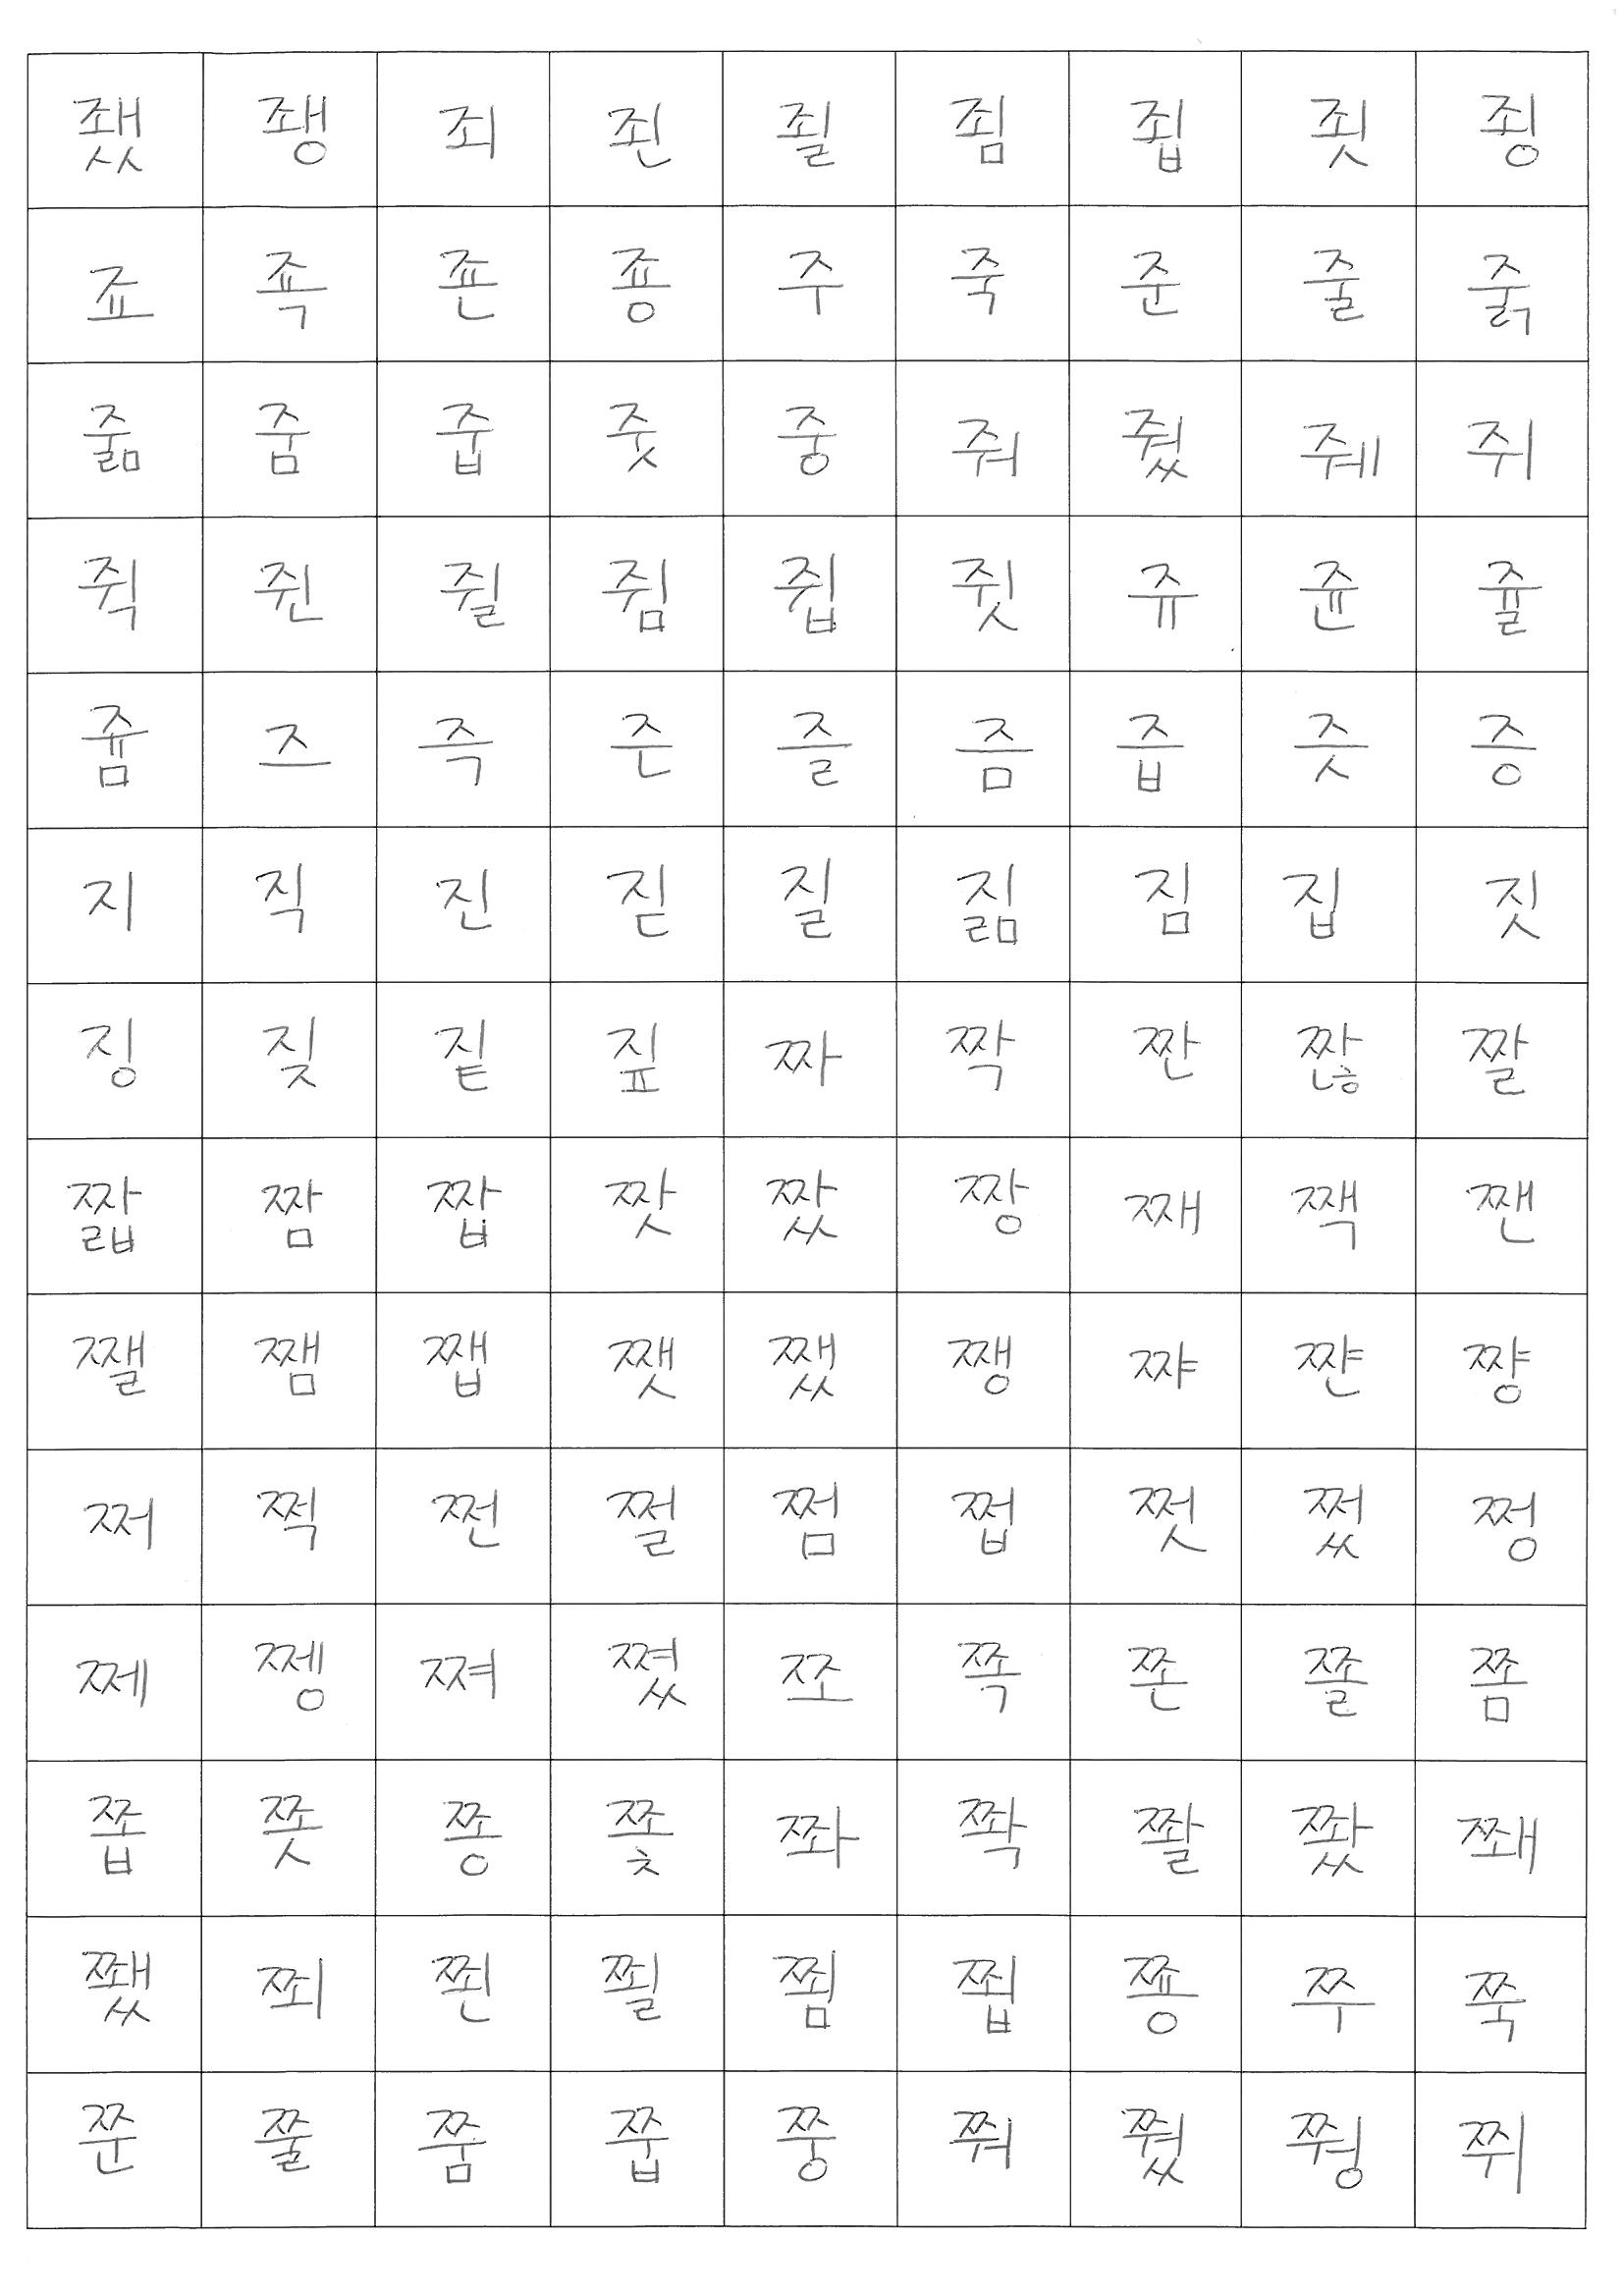 좼 좽 죄 죈 죌 죔 죕 죗 죙
죠 죡 죤 죵 주 죽 준 줄 줅
줆 줌 줍 줏 중 줘 줬 줴 쥐
쥑 쥔 쥘 쥠 쥡 쥣 쥬 쥰 쥴
쥼 즈 즉 즌 즐 즘 즙 즛 증
지 직 진 짇 질 짊 짐 집 짓
징 짖 짙 짚 짜 짝 짠 짢 짤
짧 짬 짭 짯 짰 짱 째 짹 짼
쨀 쨈 쨉 쨋 쨌 쨍 쨔 쨘 쨩
쩌 쩍 쩐 쩔 쩜 쩝 쩟 쩠 쩡
쩨 쩽 쪄 쪘 쪼 쪽 쫀 쫄 쫌
쫍 쫏 쫑 쫓 쫘 쫙 쫠 쫬 쫴
쬈 쬐 쬔 쬘 쬠 쬡 쭁 쭈 쭉
쭌 쭐 쭘 쭙 쭝 쭤 쭸 쭹 쮜